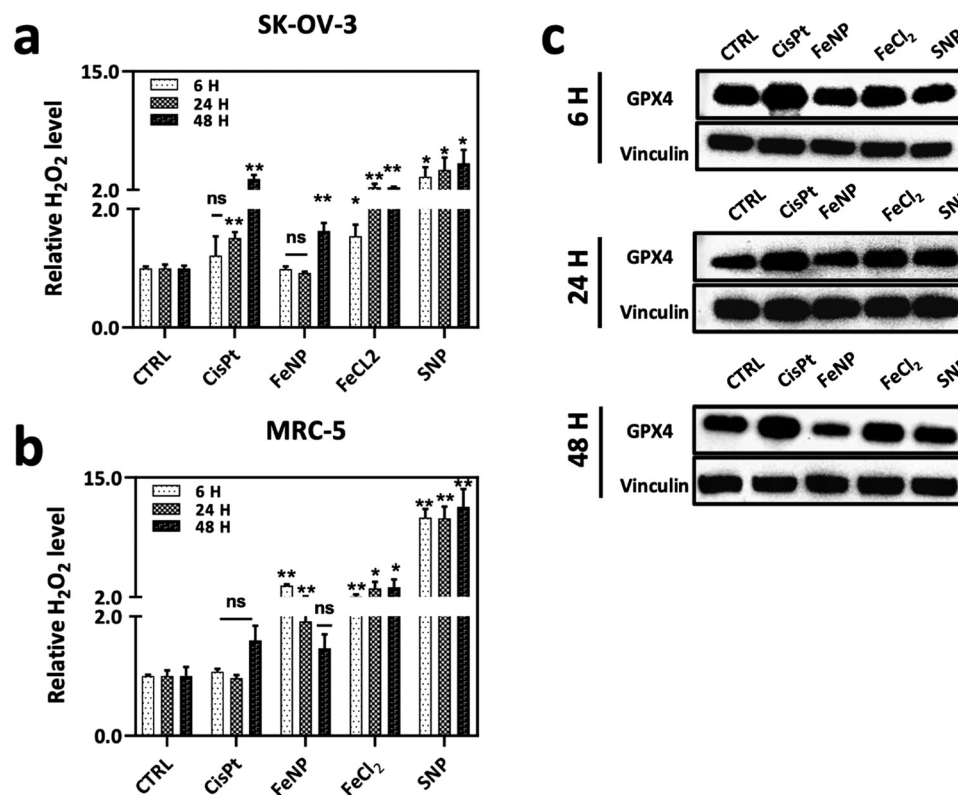 a
SK-OV-3
Relative H₂O₂ level
15.0
2.0
2.0
0.0
6 H
24 H
48 H
ns
**
**
ns
**
*
**
**
*
*
*
CTRL
CisPt
FeNP
FeCL2
SNP
b
MRC-5
Relative H₂O₂ level
15.0
2.0
2.0
0.0
6 H
24 H
48 H
ns
**
**
ns
**
*
*
**
**
**
CTRL
CisPt
FeNP
FeCl₂
SNP
c
6 H
CTRL CisPt FeNP FeCl₂ SNP
GPX4
Vinculin
24 H
CTRL CisPt FeNP FeCl₂ SNP
GPX4
Vinculin
48 H
CTRL CisPt FeNP FeCl₂ SNP
GPX4
Vinculin